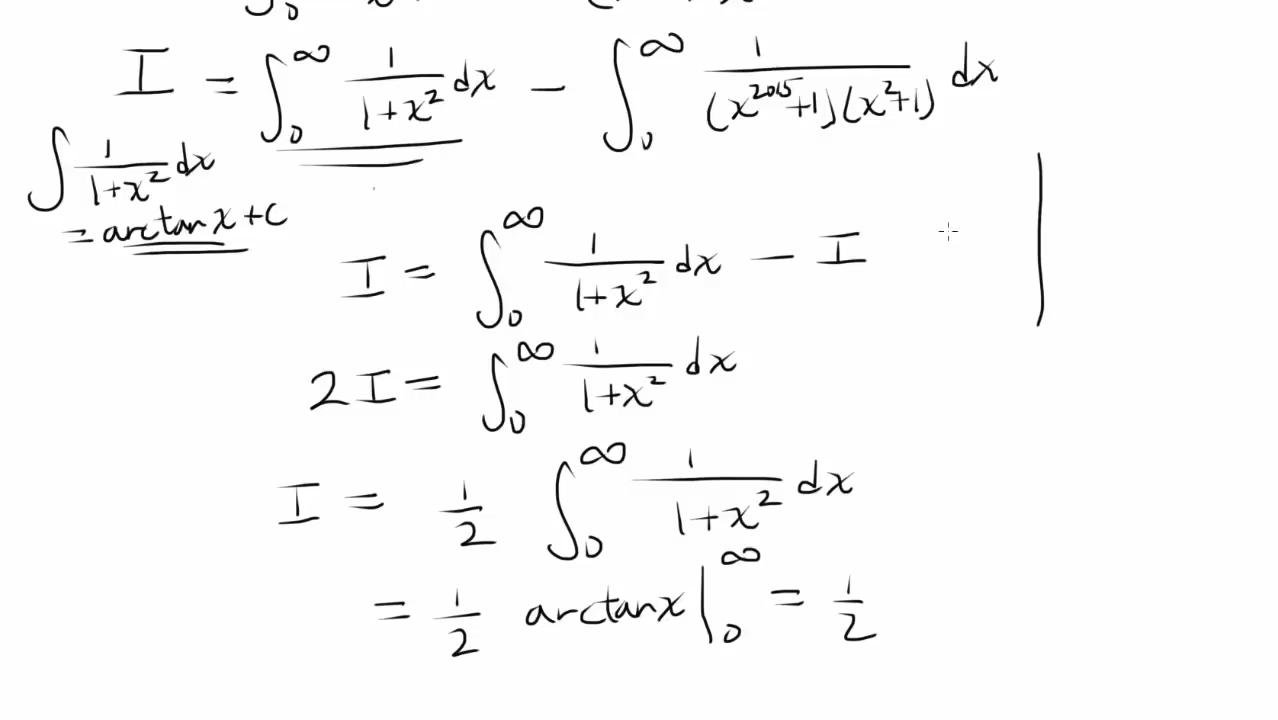 I = ∫₀^∞ 1/(1+x²) dx − ∫₀^∞ 1/((x²⁰¹⁵+1)(x²+1)) dx
∫ 1/(1+x²) dx
= arctan x + C
I = ∫₀^∞ 1/(1+x²) dx − I
2I = ∫₀^∞ 1/(1+x²) dx
I = 1/2 ∫₀^∞ 1/(1+x²) dx
= 1/2 arctan x |₀^∞ = 1/2